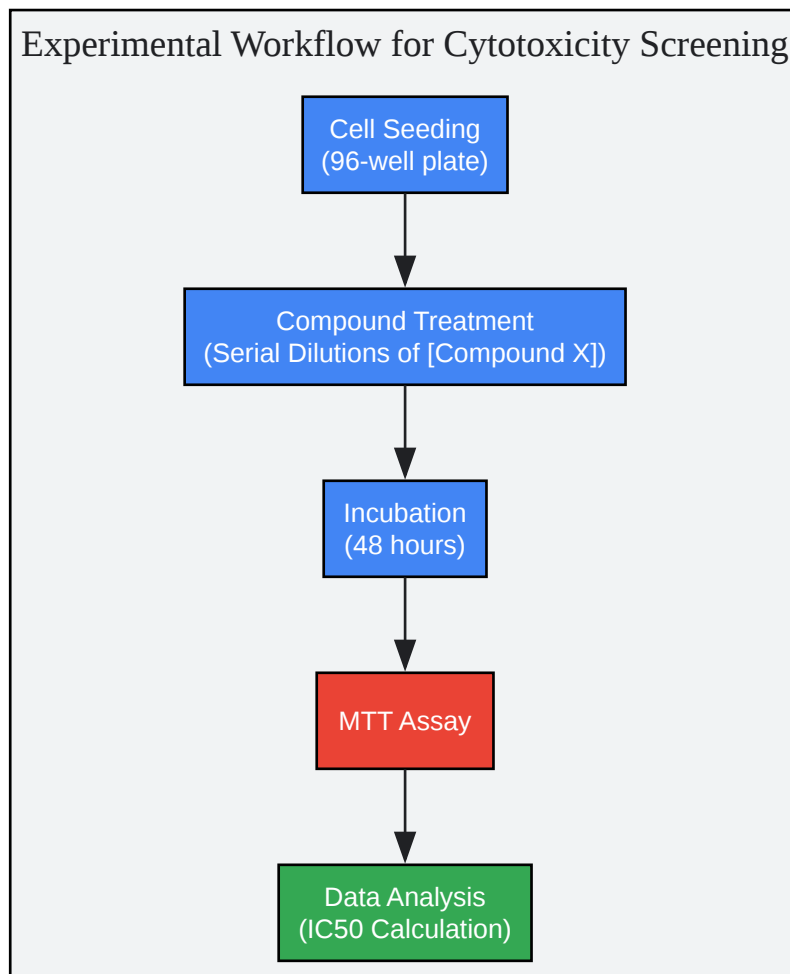 Experimental Workflow for Cytotoxicity Screening
Cell Seeding
(96-well plate)
Compound Treatment
(Serial Dilutions of [Compound X])
Incubation
(48 hours)
MTT Assay
Data Analysis
(IC50 Calculation)